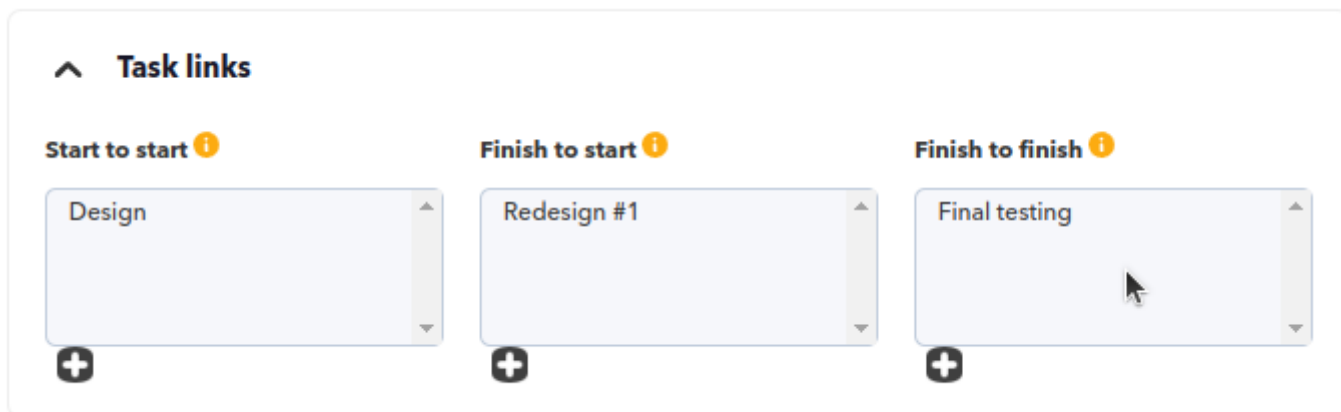 Task links
Start to start
Finish to start
Finish to finish
Design
Redesign #1
Final testing